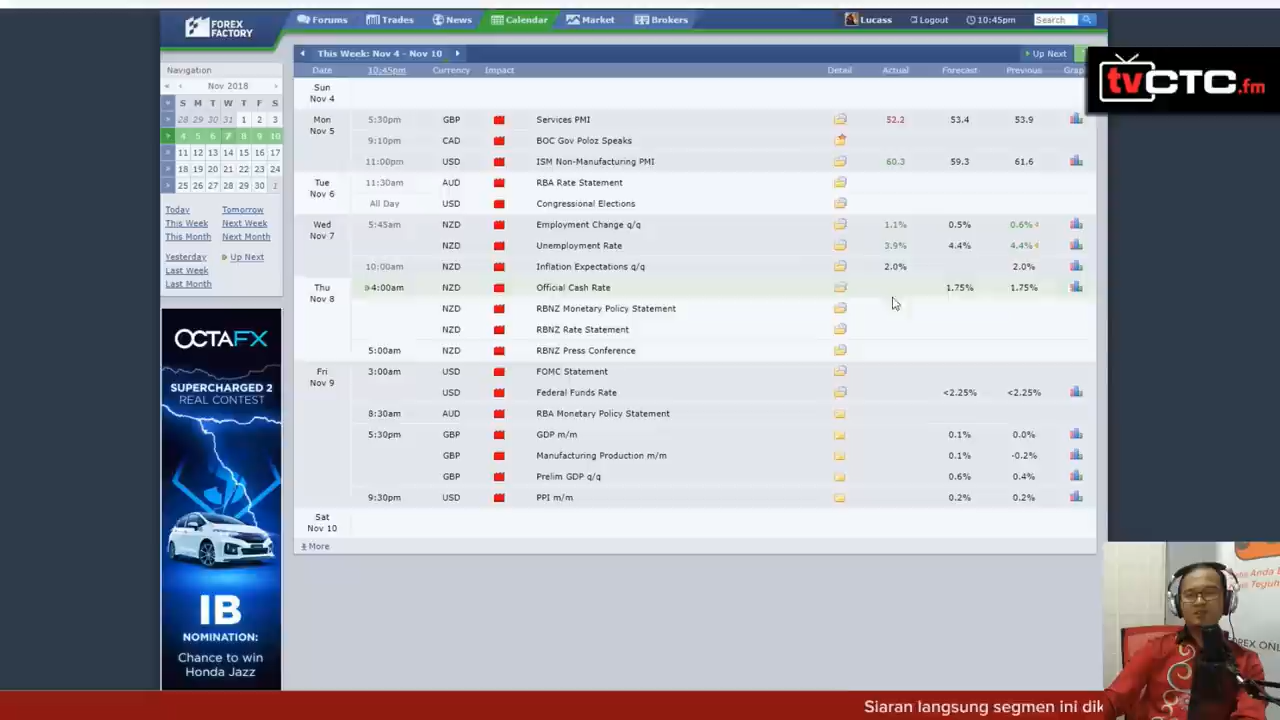 FOREX FACTORY
Forums Trades News Calendar Market Brokers
Lucass Logout 10:45pm Search
This Week: Nov 4 - Nov 10 Up Next
Date 10:45pm Currency Impact Detail Actual Forecast Previous Grap
Sun Nov 4
Mon Nov 5 5:30pm GBP Services PMI 52.2 53.4 53.9
9:10pm CAD BOC Gov Poloz Speaks
11:00pm USD ISM Non-Manufacturing PMI 60.3 59.3 61.6
Tue Nov 6 11:30am AUD RBA Rate Statement
All Day USD Congressional Elections
Wed Nov 7 5:45am NZD Employment Change q/q 1.1% 0.5% 0.6%
NZD Unemployment Rate 3.9% 4.4% 4.4%
10:00am NZD Inflation Expectations q/q 2.0% 2.0%
Thu Nov 8 4:00am NZD Official Cash Rate 1.75% 1.75%
NZD RBNZ Monetary Policy Statement
NZD RBNZ Rate Statement
5:00am NZD RBNZ Press Conference
Fri Nov 9 3:00am USD FOMC Statement
USD Federal Funds Rate <2.25% <2.25%
8:30am AUD RBA Monetary Policy Statement
5:30pm GBP GDP m/m 0.1% 0.0%
GBP Manufacturing Production m/m 0.1% -0.2%
GBP Prelim GDP q/q 0.6% 0.4%
9:30pm USD PPI m/m 0.2% 0.2%
Sat Nov 10
More
Navigation
« ‹ Nov 2018 ›
S M T W T F S
28 29 30 31 1 2 3
4 5 6 7 8 9 10
11 12 13 14 15 16 17
18 19 20 21 22 23 24
25 26 27 28 29 30 1
Today Tomorrow
This Week Next Week
This Month Next Month
Yesterday Up Next
Last Week
Last Month
OCTAFX
SUPERCHARGED 2
REAL CONTEST
IB
NOMINATION:
Chance to win
Honda Jazz
tvCTC.fm
Anda
Teguh
OREX ONL
Siaran langsung segmen ini dik